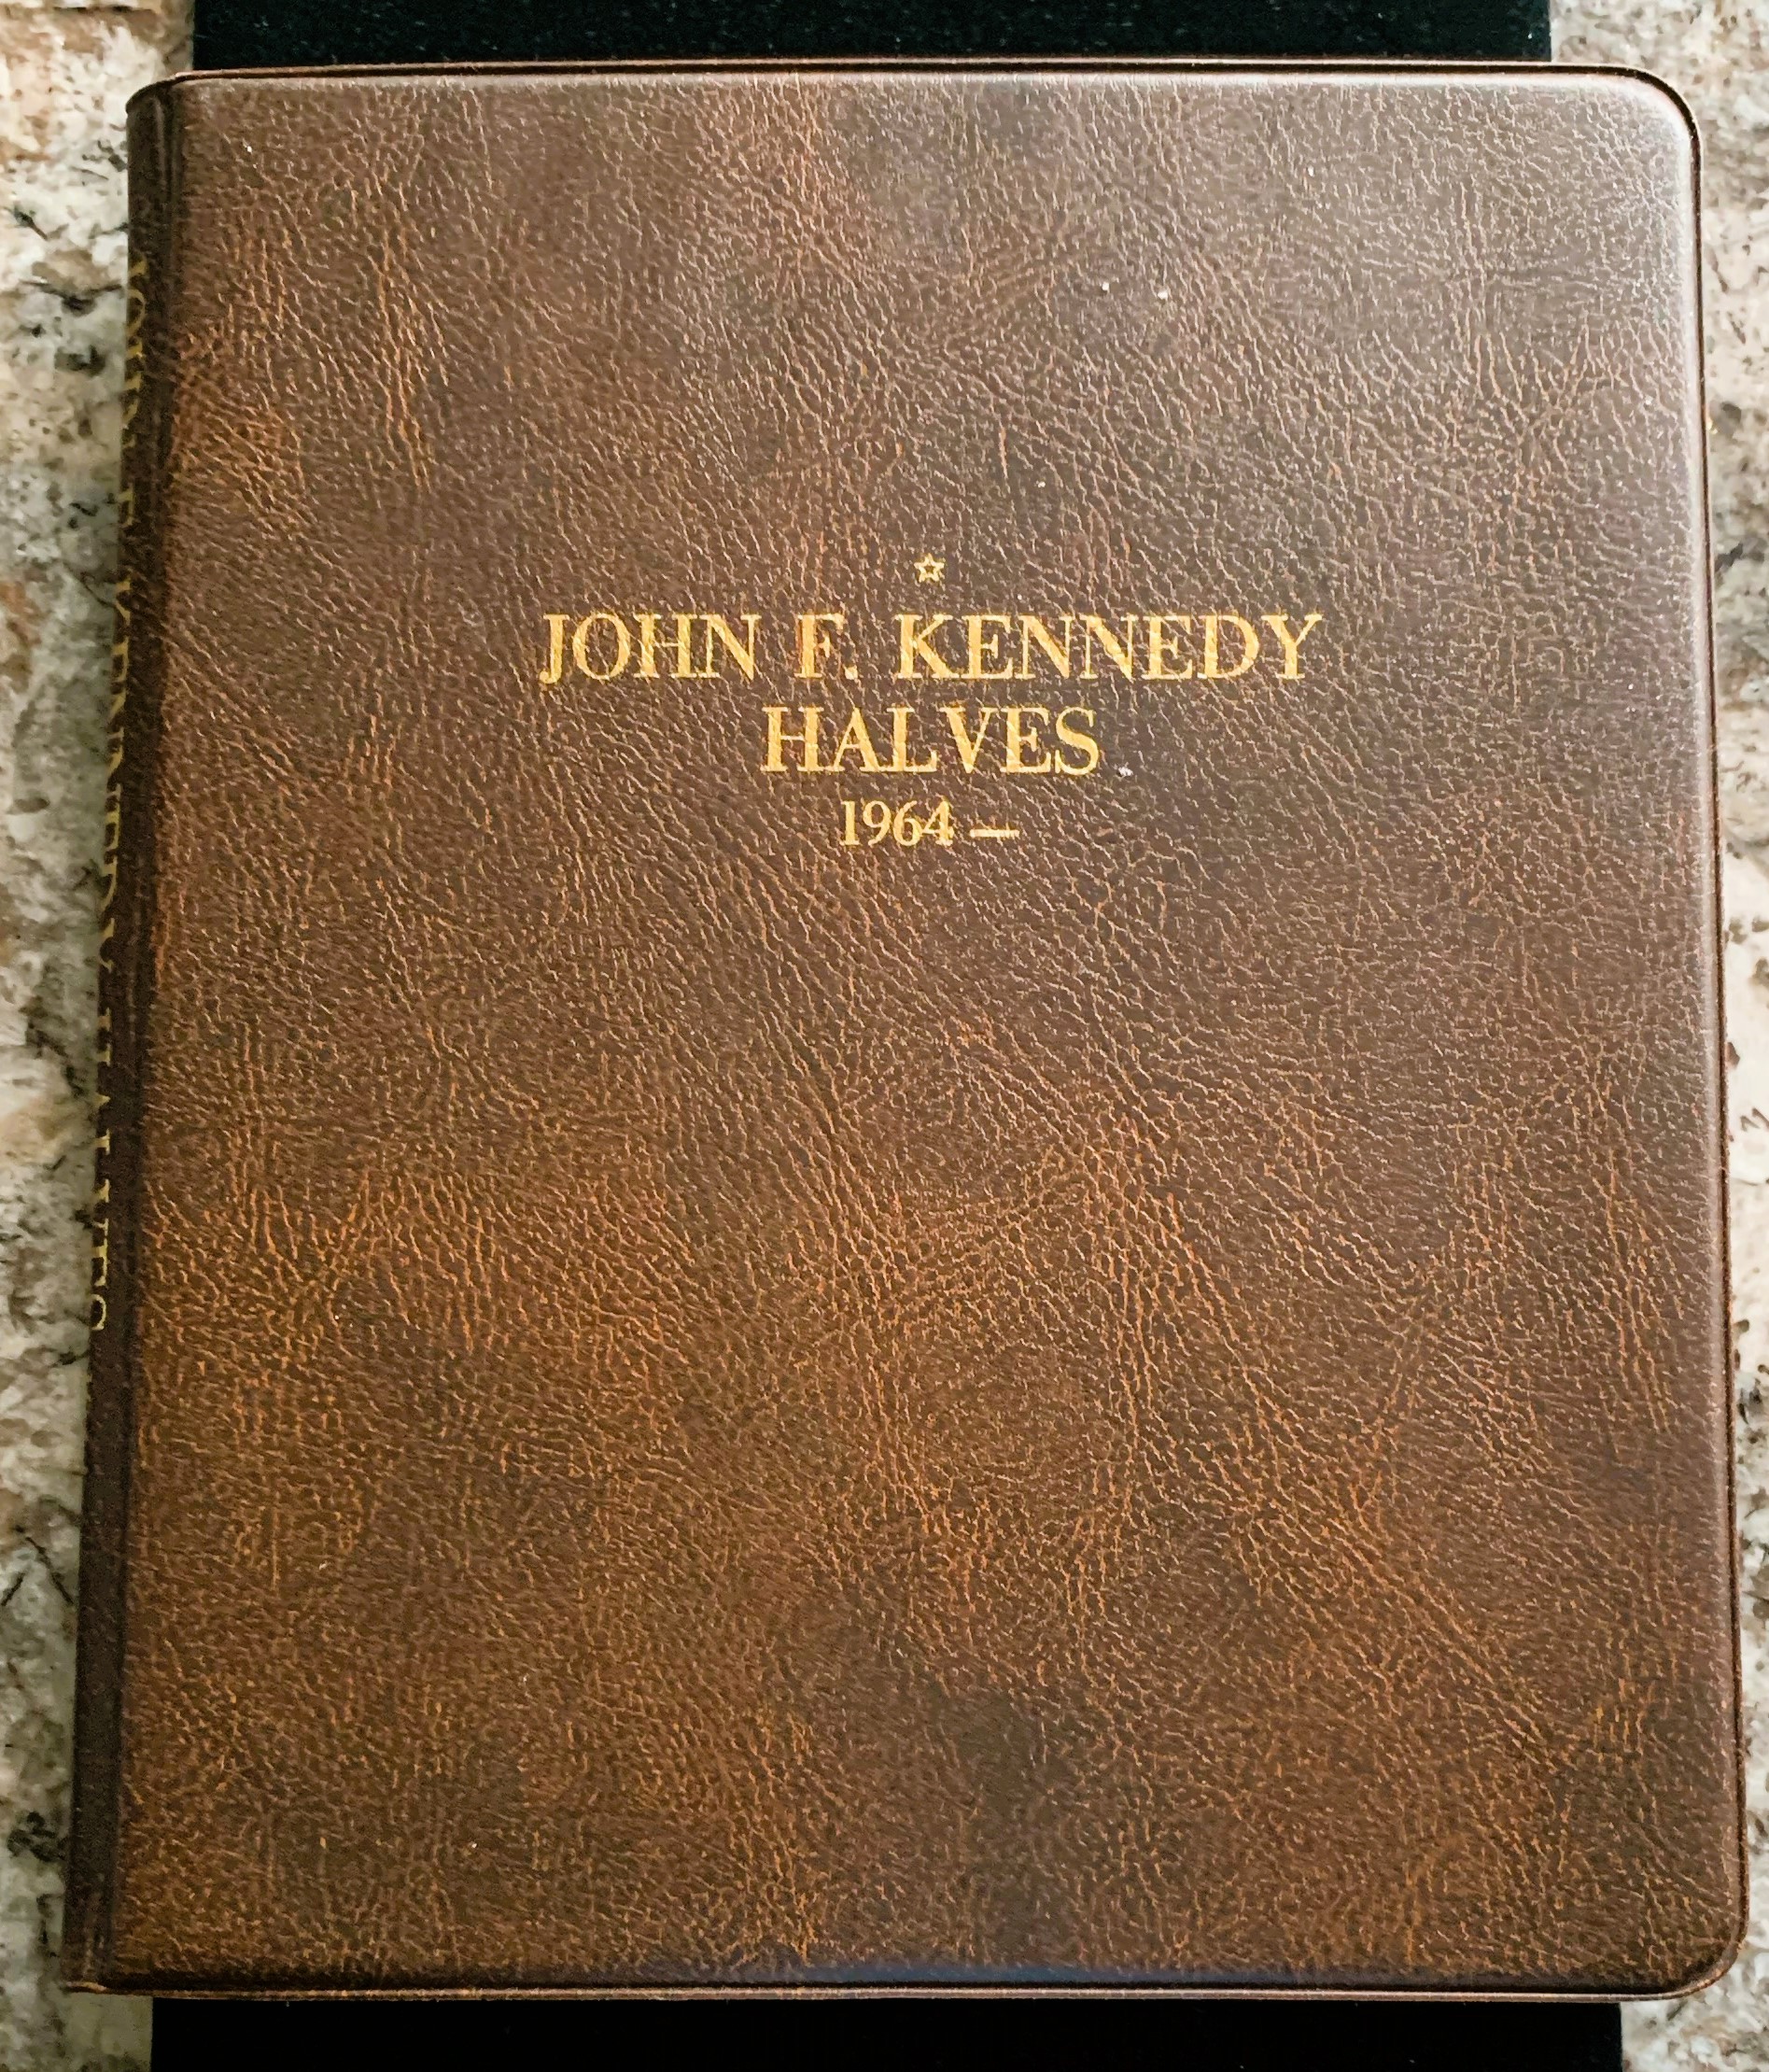 JOHN F. KENNEDY
HALVES
1964 —
JOHN F. KENNEDY HALVES